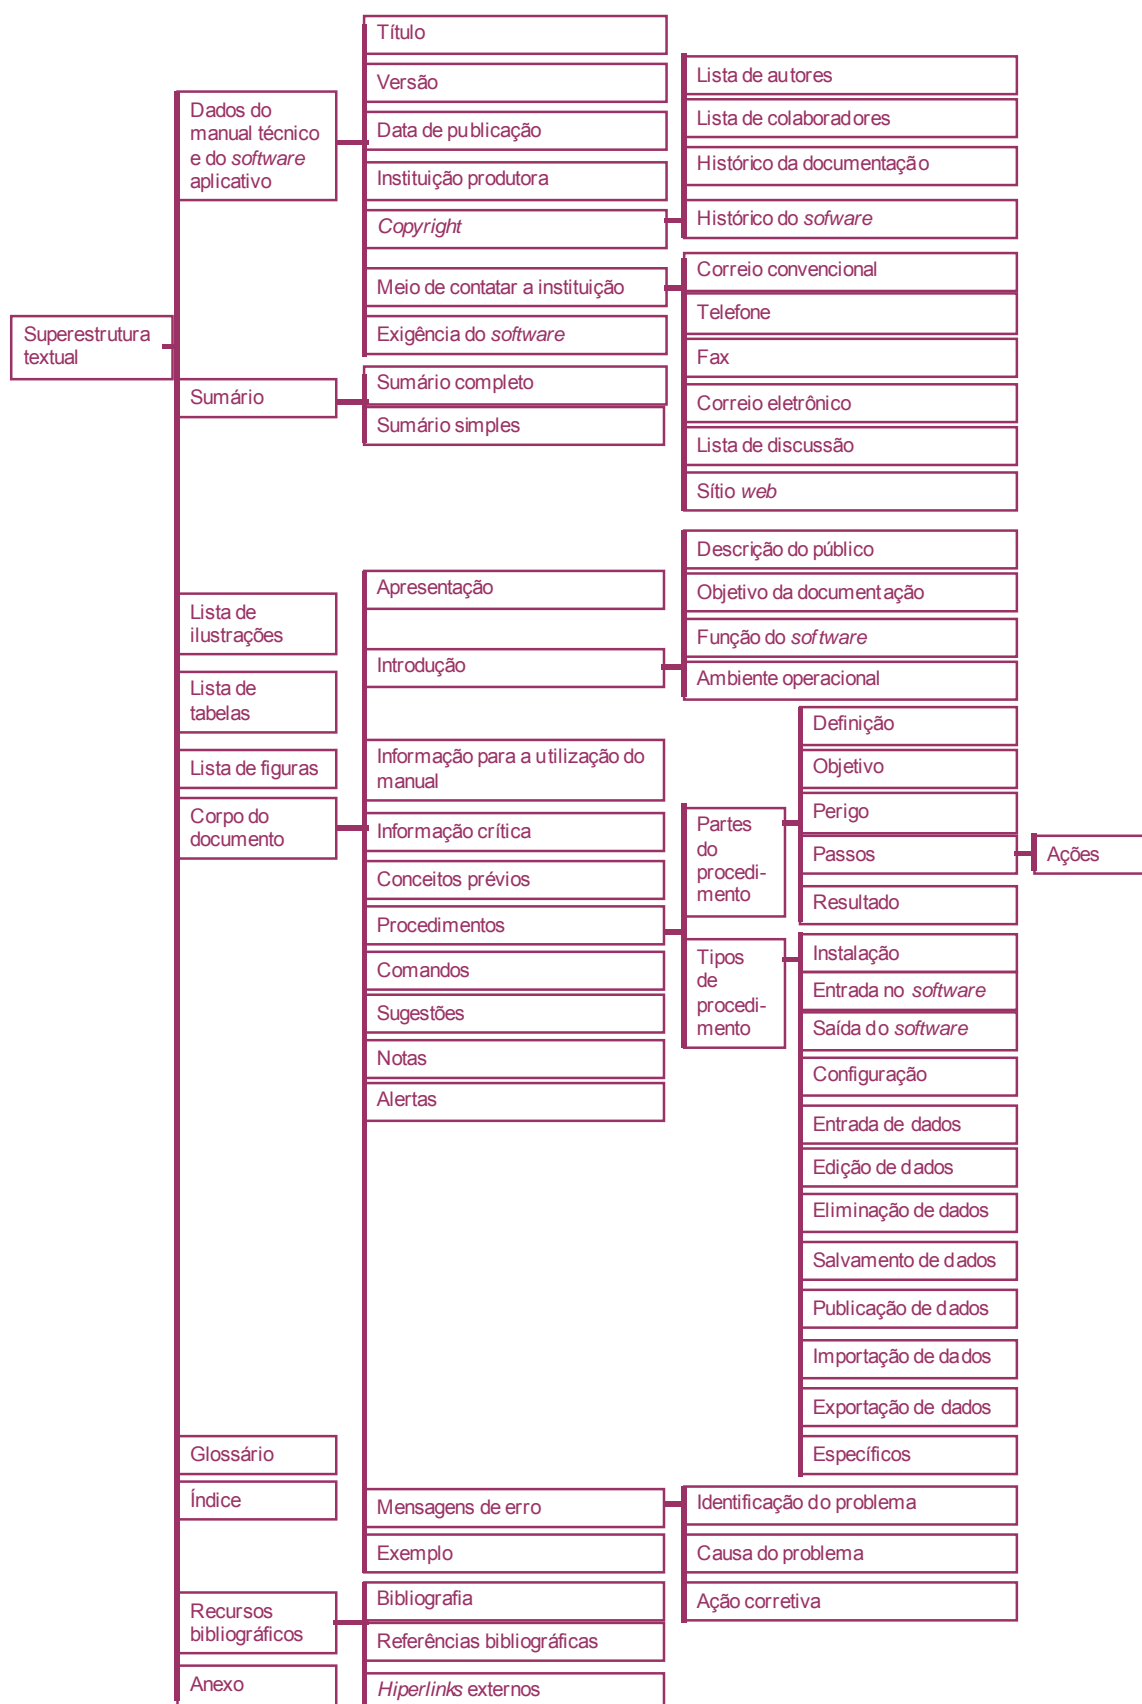 Superestrutura
textual
Dados do
manual técnico
e do software
aplicativo
Título
Versão
Data de publicação
Instituição produtora
Copyright
Lista de autores
Lista de colaboradores
Histórico da documentação
Histórico do sofware
Meio de contatar a instituição
Correio convencional
Telefone
Fax
Correio eletrônico
Lista de discussão
Sítio web
Exigência do software
Sumário
Sumário completo
Sumário simples
Lista de
ilustrações
Lista de
tabelas
Lista de figuras
Corpo do
documento
Apresentação
Introdução
Descrição do público
Objetivo da documentação
Função do software
Ambiente operacional
Informação para a utilização do
manual
Informação crítica
Conceitos prévios
Procedimentos
Partes
do
procedi-
mento
Definição
Objetivo
Perigo
Passos
Ações
Resultado
Tipos
de
procedi-
mento
Instalação
Entrada no software
Saída do software
Configuração
Entrada de dados
Edição de dados
Eliminação de dados
Salvamento de dados
Publicação de dados
Importação de dados
Exportação de dados
Específicos
Comandos
Sugestões
Notas
Alertas
Mensagens de erro
Identificação do problema
Causa do problema
Ação corretiva
Exemplo
Glossário
Índice
Recursos
bibliográficos
Bibliografia
Referências bibliográficas
Hiperlinks externos
Anexo